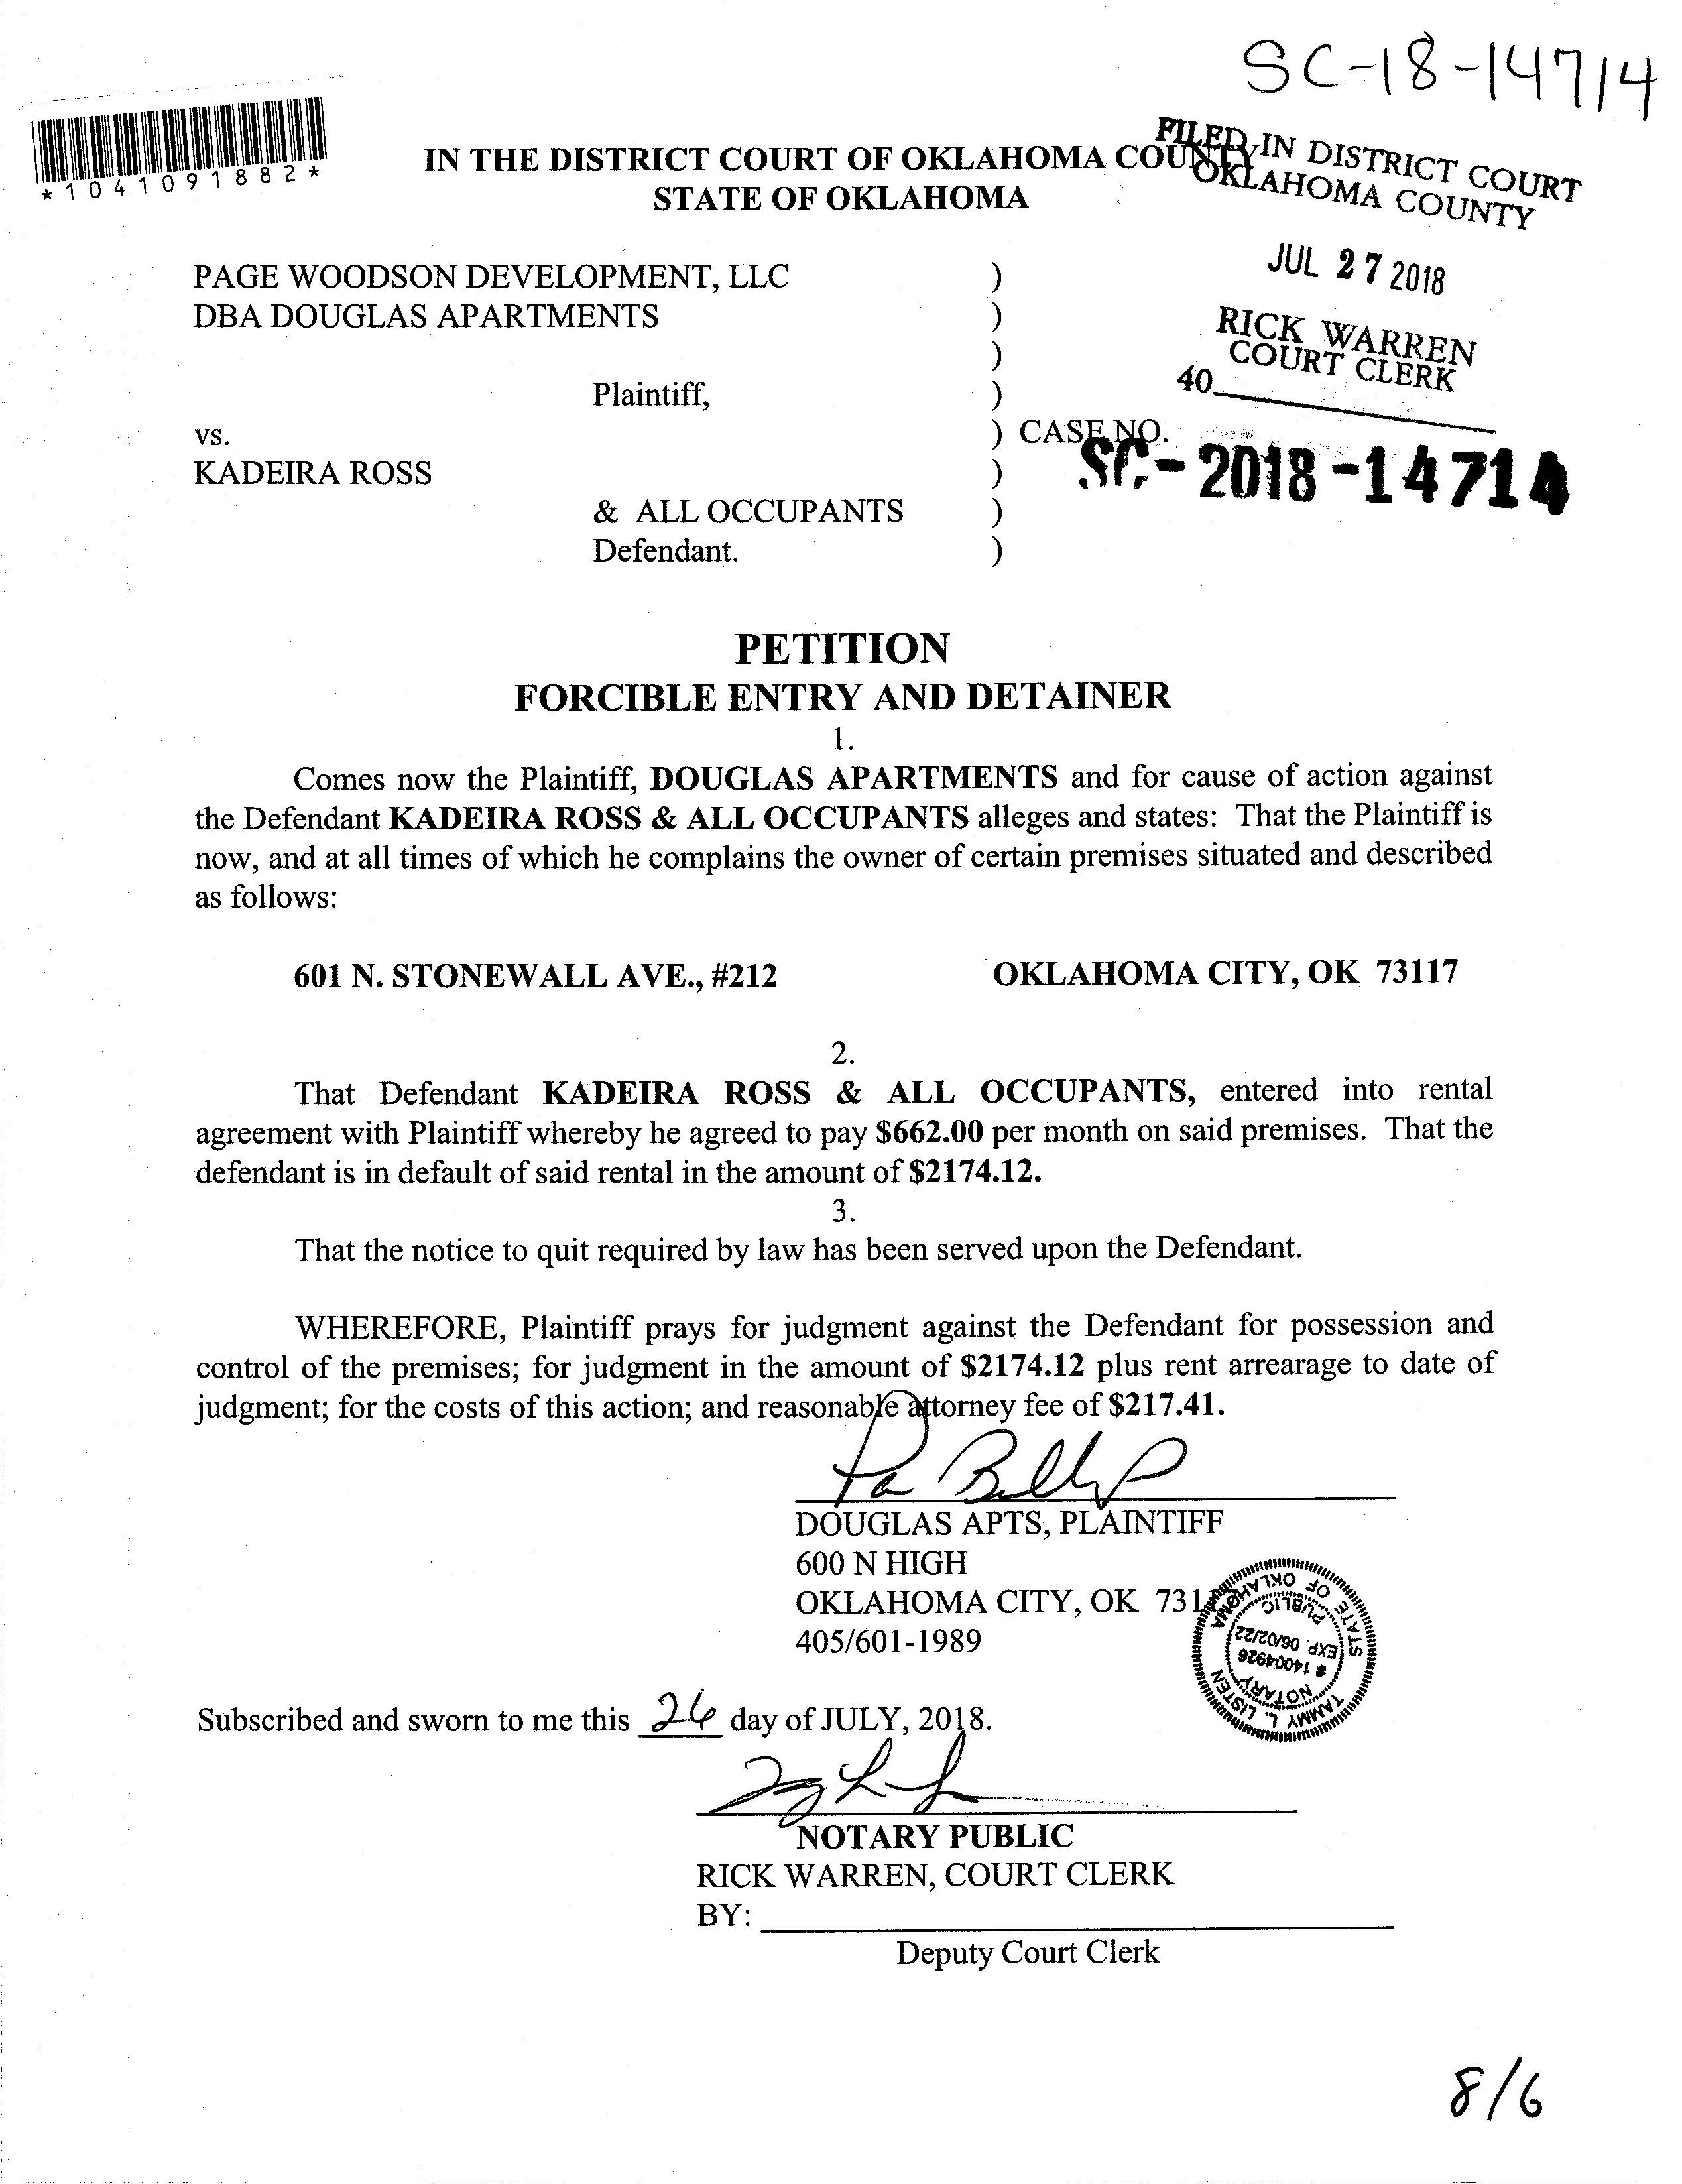 SC-18-14714
*1041091882*
IN THE DISTRICT COURT OF OKLAHOMA COUNTY
STATE OF OKLAHOMA
FILED IN DISTRICT COURT
OKLAHOMA COUNTY
JUL 27 2018
RICK WARREN
COURT CLERK
40
PAGE WOODSON DEVELOPMENT, LLC )
DBA DOUGLAS APARTMENTS )
)
Plaintiff, )
vs. ) CASE NO.
SC-2018-14714
KADEIRA ROSS )
& ALL OCCUPANTS )
Defendant. )
PETITION
FORCIBLE ENTRY AND DETAINER
1.
Comes now the Plaintiff, DOUGLAS APARTMENTS and for cause of action against
the Defendant KADEIRA ROSS & ALL OCCUPANTS alleges and states: That the Plaintiff is
now, and at all times of which he complains the owner of certain premises situated and described
as follows:
601 N. STONEWALL AVE., #212 OKLAHOMA CITY, OK 73117
2.
That Defendant KADEIRA ROSS & ALL OCCUPANTS, entered into rental
agreement with Plaintiff whereby he agreed to pay $662.00 per month on said premises. That the
defendant is in default of said rental in the amount of $2174.12.
3.
That the notice to quit required by law has been served upon the Defendant.
WHEREFORE, Plaintiff prays for judgment against the Defendant for possession and
control of the premises; for judgment in the amount of $2174.12 plus rent arrearage to date of
judgment; for the costs of this action; and reasonable attorney fee of $217.41.
DOUGLAS APTS, PLAINTIFF
600 N HIGH
OKLAHOMA CITY, OK
405/601-1989
TAMMY L. LISTEN
STATE OF OKLAHOMA
NOTARY PUBLIC
# 14004926
EXP. 06/02/22
Subscribed and sworn to me this 26 day of JULY, 2018.
NOTARY PUBLIC
RICK WARREN, COURT CLERK
BY:
Deputy Court Clerk
8/6